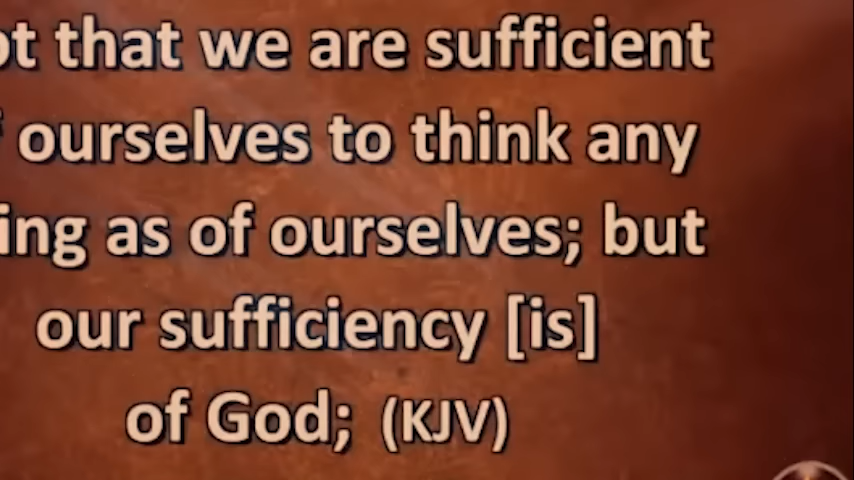 ot that we are sufficient
ourselves to think any
ing as of ourselves; but
our sufficiency [is]
of God; (KJV)